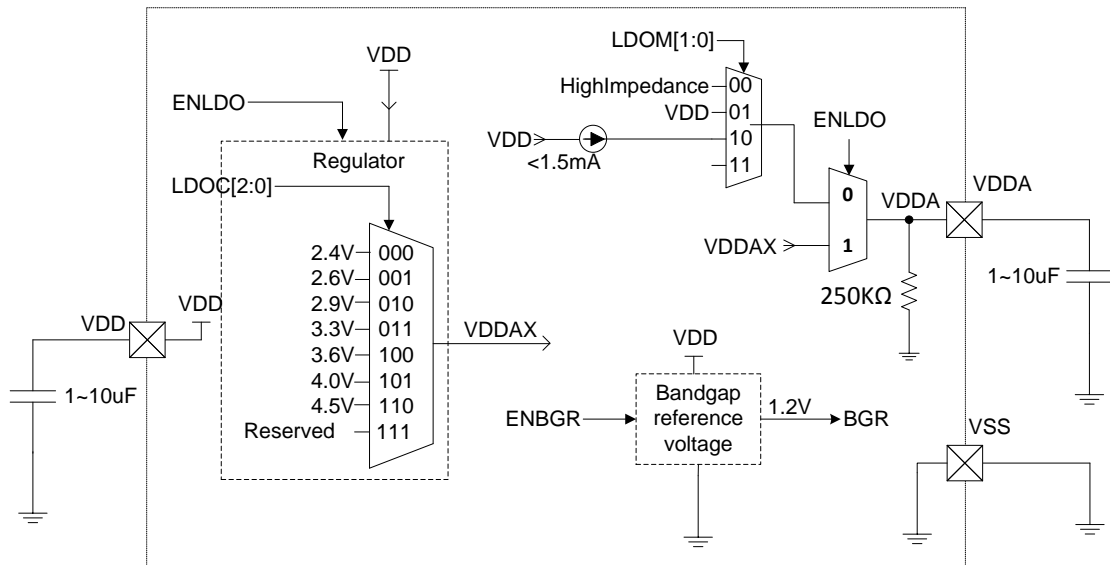 LDOM[1:0]
VDD
HighImpedance
00
ENLDO
VDD
01
ENLDO
VDD
10
<1.5mA
11
Regulator
LDOC[2:0]
0
VDDA
VDDA
VDDAX
1
2.4V
000
2.6V
001
250KΩ
1~10uF
2.9V
010
VDD
VDD
3.3V
011
VDDAX
3.6V
100
VDD
4.0V
101
1~10uF
4.5V
110
Reserved
111
ENBGR
Bandgap
reference
voltage
1.2V
BGR
VSS